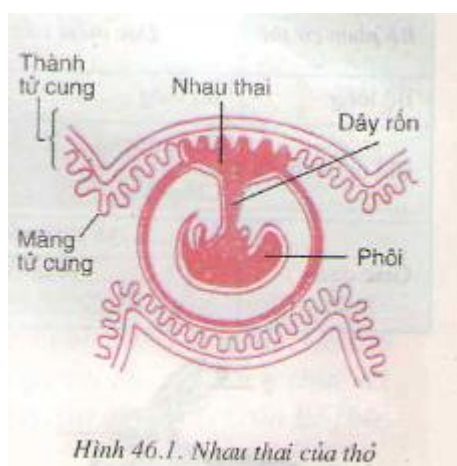 Thành
tử cung
Nhau thai
Dây rốn
Màng
tử cung
Phôi
Hình 46.1. Nhau thai của thỏ